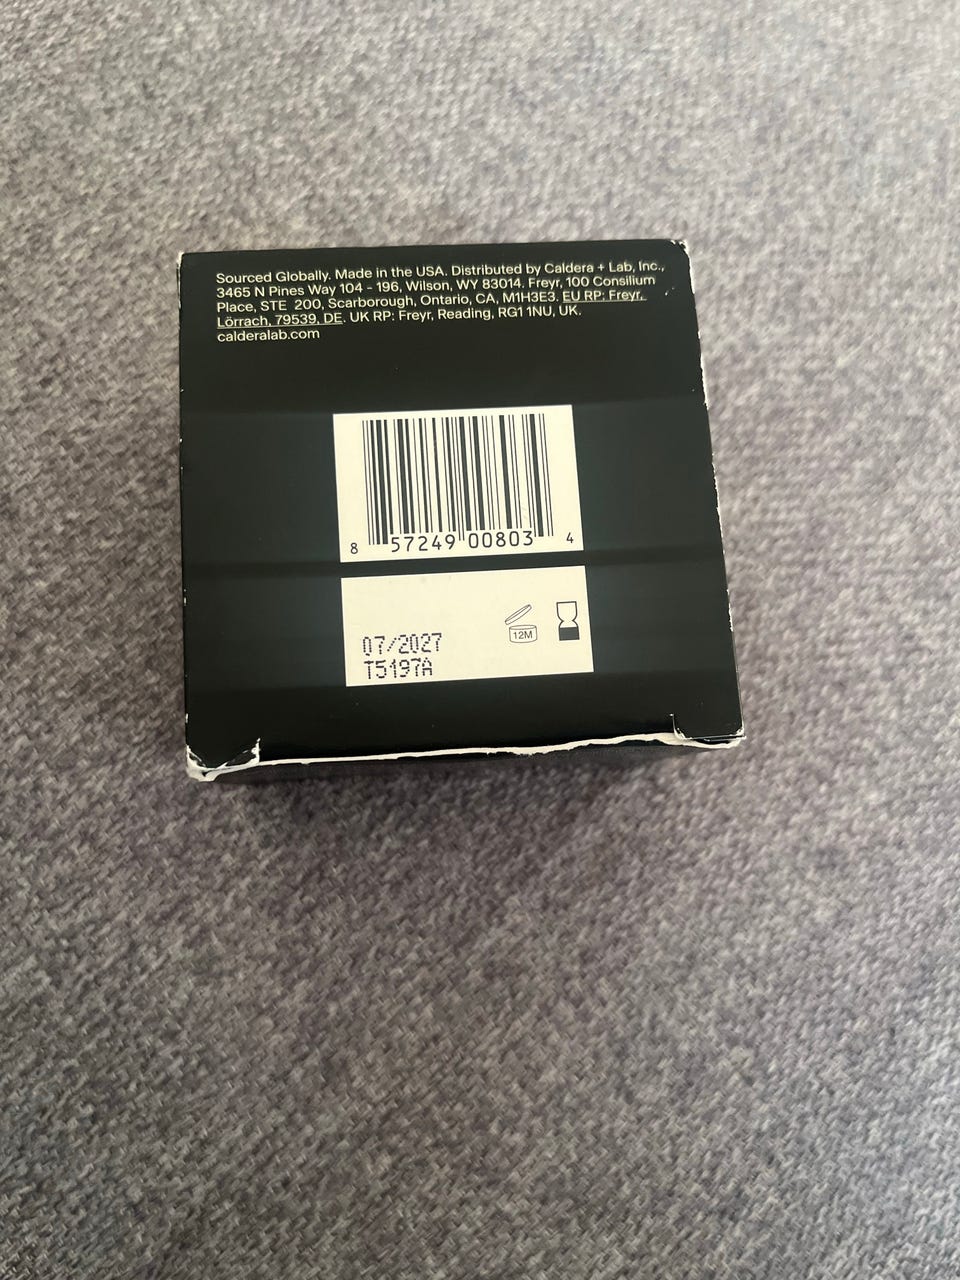 Sourced Globally. Made in the USA. Distributed by Caldera + Lab, Inc.,
3465 N Pines Way 104 - 196, Wilson, WY 83014. Freyr, 100 Consilium
Place, STE 200, Scarborough, Ontario, CA, M1H3E3. EU RP: Freyr,
Lörrach, 79539, DE. UK RP: Freyr, Reading, RG1 1NU, UK.
calderalab.com
8 57249 00803 4
12M
07/2027
T5197A